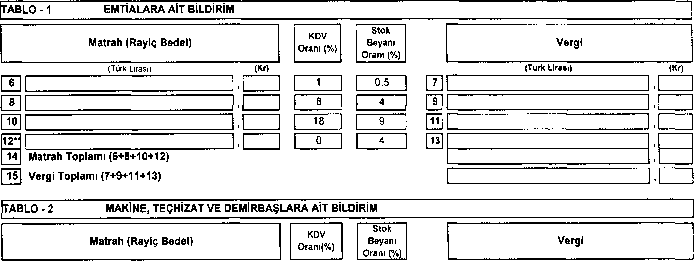 TABLO - 1 EMTİALARA AİT BİLDİRİM
Matrah (Rayiç Bedel) KDV Oranı (%) Stok Beyanı Oranı (%) Vergi
(Türk Lirası) (Kr) (Türk Lirası) (Kr)
6 1 0.5 7
8 8 4 9
10 18 9 11
12** 0 4 13
14 Matrah Toplamı (6+8+10+12)
15 Vergi Toplamı (7+9+11+13)
TABLO - 2 MAKİNE, TEÇHİZAT VE DEMİRBAŞLARA AİT BİLDİRİM
Matrah (Rayiç Bedel) KDV Oranı(%) Stok Beyanı Oranı (%) Vergi